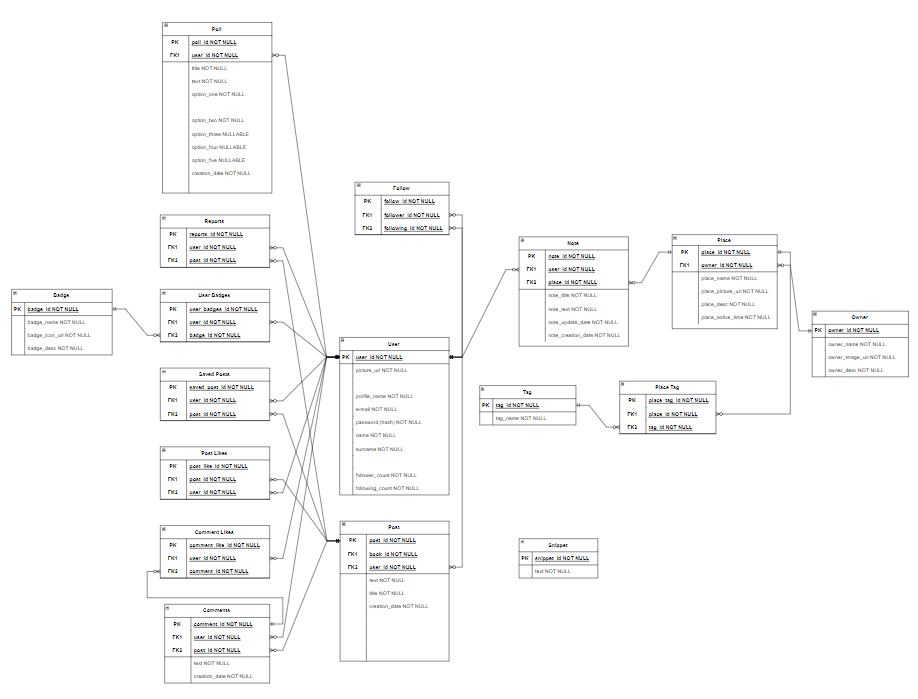 Poll
PK poll_id NOT NULL
FK1 user_id NOT NULL
title NOT NULL
text NOT NULL
option_one NOT NULL
option_two NOT NULL
option_three NULLABLE
option_four NULLABLE
option_five NULLABLE
creation_date NOT NULL
Follow
PK follow_id NOT NULL
FK1 follower_id NOT NULL
FK2 following_id NOT NULL
Reports
PK reports_id NOT NULL
FK1 user_id NOT NULL
FK2 post_id NOT NULL
Note
PK note_id NOT NULL
FK1 user_id NOT NULL
FK2 place_id NOT NULL
note_title NOT NULL
note_text NOT NULL
note_update_date NOT NULL
note_creation_date NOT NULL
Place
PK place_id NOT NULL
FK1 owner_id NOT NULL
place_name NOT NULL
place_picture_url NOT NULL
place_desc NOT NULL
place_active_time NOT NULL
Badge
PK badge_id NOT NULL
badge_name NOT NULL
badge_icon_url NOT NULL
badge_desc NOT NULL
User Badges
PK user_badges_id NOT NULL
FK1 user_id NOT NULL
FK2 badge_id NOT NULL
Owner
PK owner_id NOT NULL
owner_name NOT NULL
owner_image_url NOT NULL
owner_desc NOT NULL
User
PK user_id NOT NULL
picture_url NOT NULL
profile_name NOT NULL
e-mail NOT NULL
password (hash) NOT NULL
name NOT NULL
surname NOT NULL
follower_count NOT NULL
following_count NOT NULL
Saved Posts
PK saved_post_id NOT NULL
FK1 user_id NOT NULL
FK2 post_id NOT NULL
Tag
PK tag_id NOT NULL
tag_name NOT NULL
Place Tag
PK place_tag_id NOT NULL
FK1 place_id NOT NULL
FK2 tag_id NOT NULL
Post Likes
PK post_like_id NOT NULL
FK1 post_id NOT NULL
FK2 user_id NOT NULL
Comment Likes
PK comment_like_id NOT NULL
FK1 user_id NOT NULL
FK2 comment_id NOT NULL
Post
PK post_id NOT NULL
FK1 book_id NOT NULL
FK2 user_id NOT NULL
text NOT NULL
title NOT NULL
creation_date NOT NULL
Snippet
PK snippet_id NOT NULL
text NOT NULL
Comments
PK comment_id NOT NULL
FK1 user_id NOT NULL
FK2 post_id NOT NULL
text NOT NULL
creation_date NOT NULL